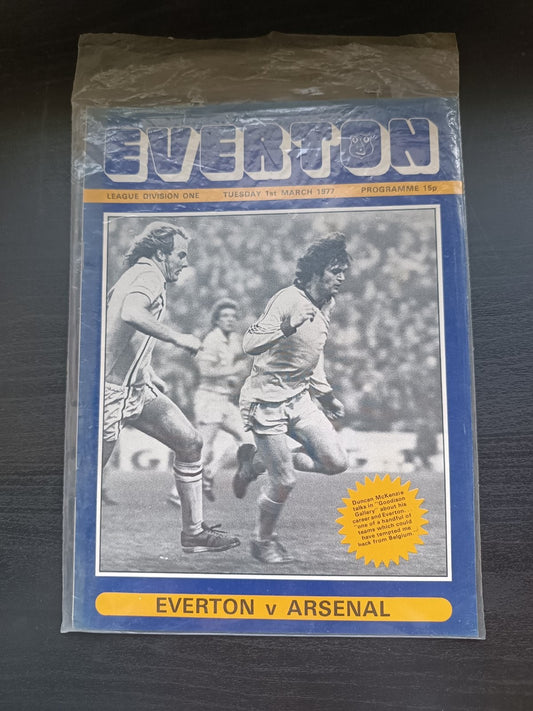 EVERTON
LEAGUE DIVISION ONE TUESDAY 1st MARCH 1977 PROGRAMME 15p
Duncan McKenzie
talks in "Goodison
Gallery" about his
career and Everton...
"one of a handful of
teams which could
have tempted me
back from Belgium..."
EVERTON v ARSENAL